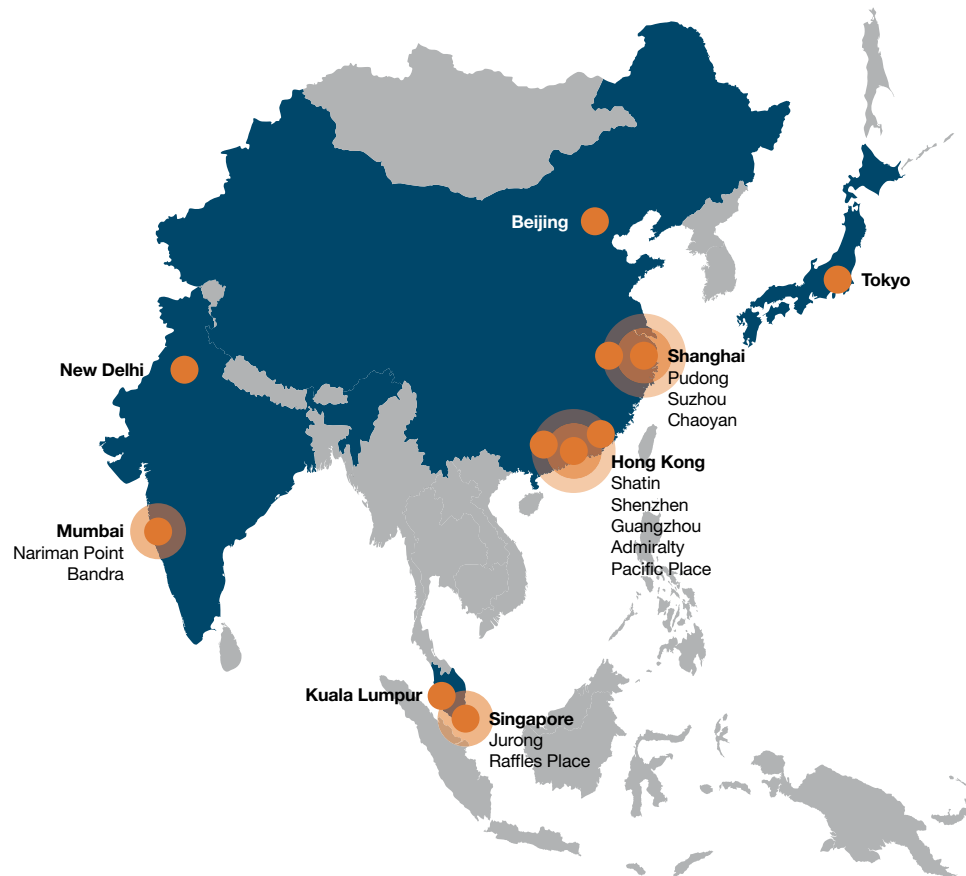 Beijing
Tokyo
New Delhi
Shanghai
Pudong
Suzhou
Chaoyan
Hong Kong
Shatin
Shenzhen
Guangzhou
Admiralty
Pacific Place
Mumbai
Nariman Point
Bandra
Kuala Lumpur
Singapore
Jurong
Raffles Place